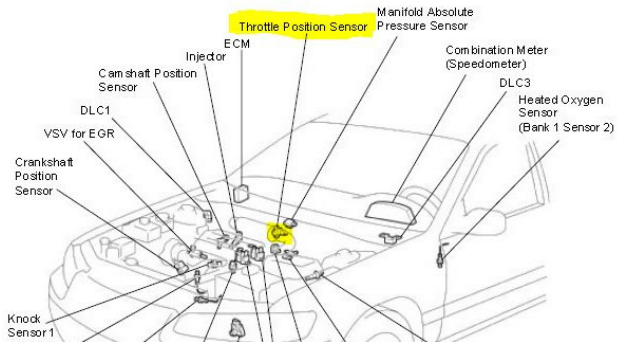 Manifold Absolute
Pressure Sensor
Throttle Position Sensor
ECM
Injector
Combination Meter
(Speedometer)
Camshaft Position
Sensor
DLC3
DLC1
Heated Oxygen
Sensor
(Bank 1 Sensor 2)
VSV for EGR
Crankshaft
Position
Sensor
Knock
Sensor 1